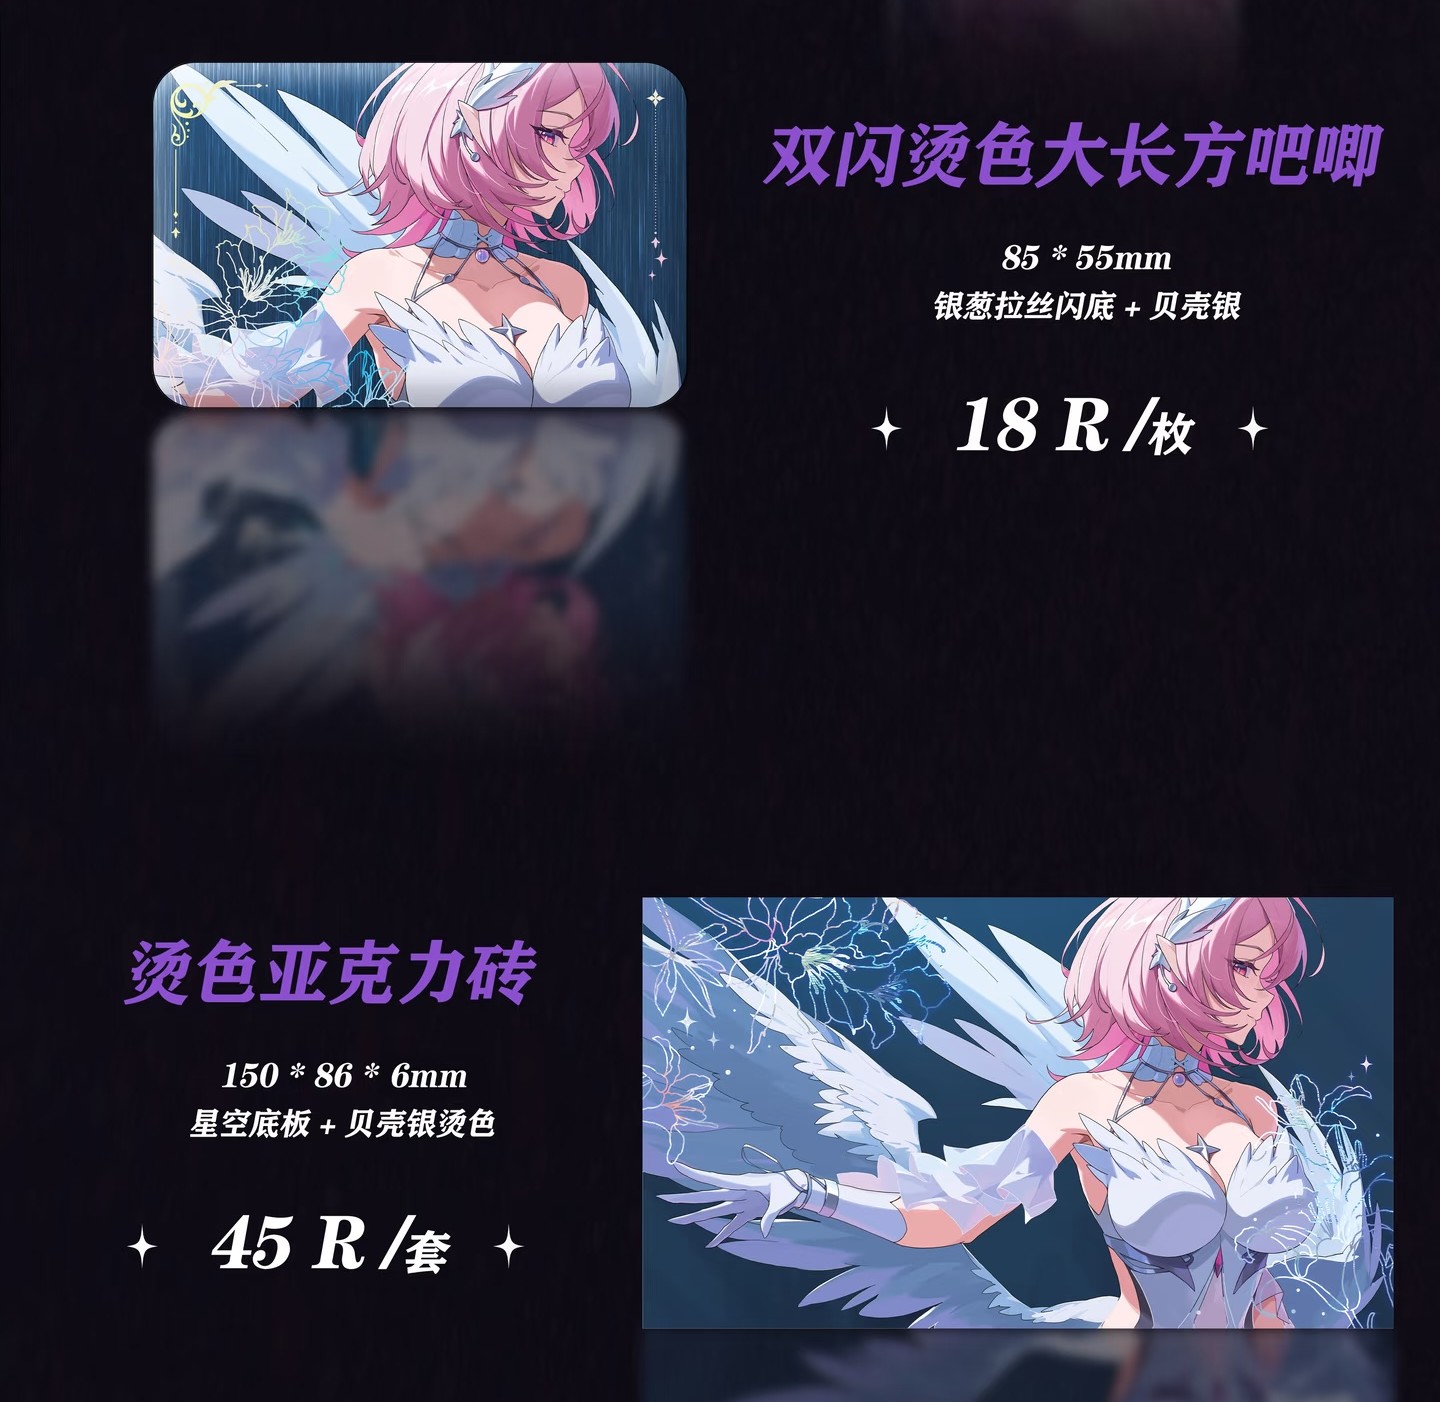 双闪烫色大长方吧唧
85 * 55mm
银葱拉丝闪底 + 贝壳银
18 R /枚
烫色亚克力砖
150 * 86 * 6mm
星空底板 + 贝壳银烫色
45 R /套